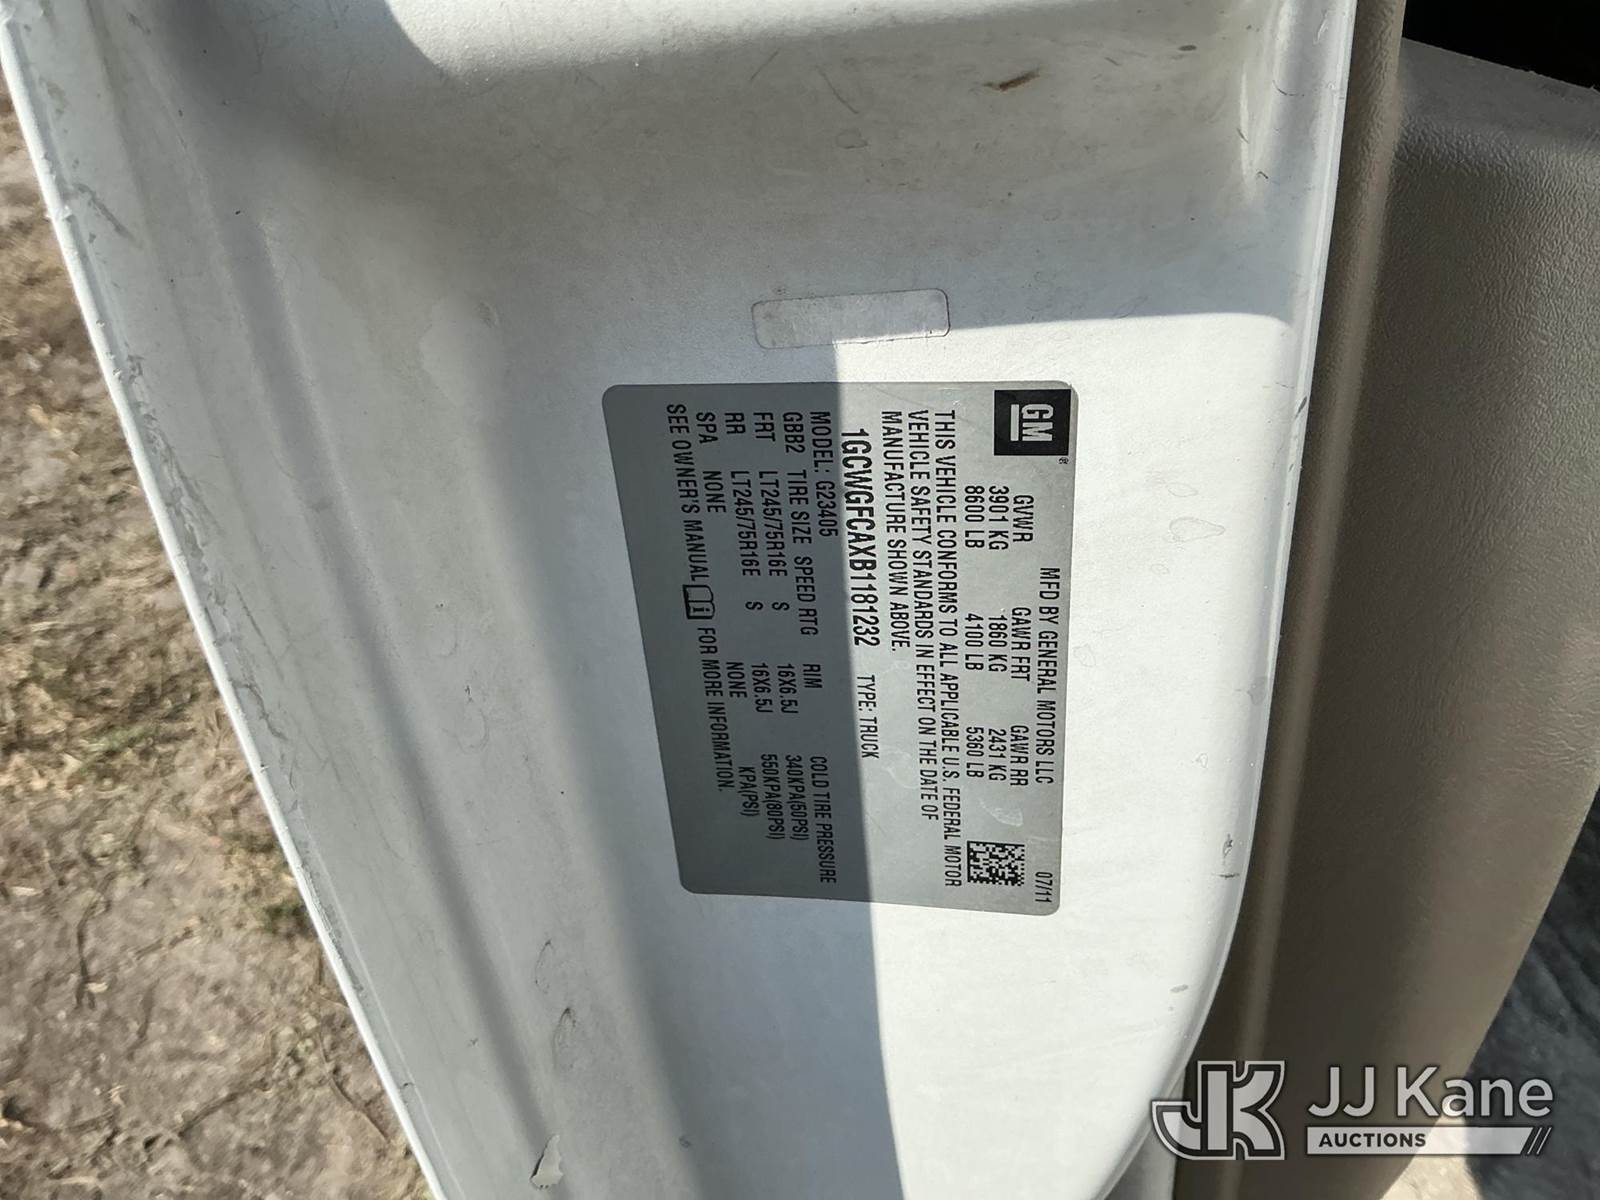 GM ®
MFD BY GENERAL MOTORS LLC 07/11
GVWR GAWR FRT GAWR RR
3901 KG 1860 KG 2431 KG
8600 LB 4100 LB 5360 LB
THIS VEHICLE CONFORMS TO ALL APPLICABLE U.S. FEDERAL MOTOR
VEHICLE SAFETY STANDARDS IN EFFECT ON THE DATE OF
MANUFACTURE SHOWN ABOVE.
1GCWGFCAXB1181232 TYPE: TRUCK
MODEL: G23405
GBB2 TIRE SIZE SPEED RTG RIM COLD TIRE PRESSURE
FRT LT245/75R16E S 16X6.5J 340KPA(50PSI)
RR LT245/75R16E S 16X6.5J 550KPA(80PSI)
SPA NONE NONE KPA(PSI)
SEE OWNER'S MANUAL FOR MORE INFORMATION.
JK JJ Kane
AUCTIONS